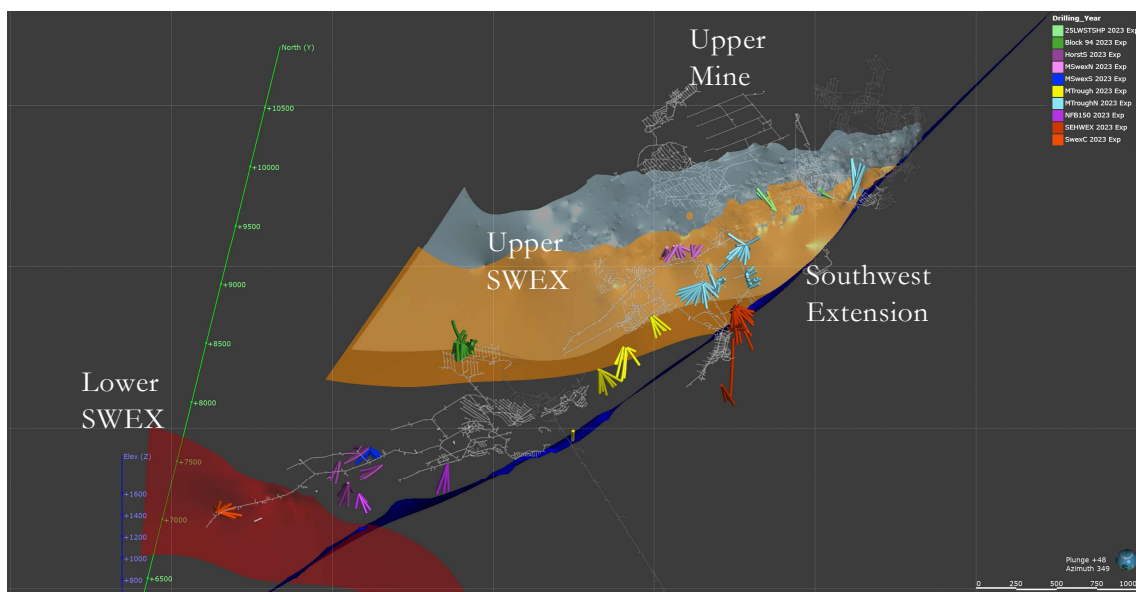 Upper
Mine
Drilling_Year
25LWSTSHP 2023 Exp
Block 94 2023 Exp
HorstS 2023 Exp
MSwexN 2023 Exp
MSwexS 2023 Exp
MTrough 2023 Exp
MTroughN 2023 Exp
NFB150 2023 Exp
SEHWEX 2023 Exp
SwexC 2023 Exp
North (Y)
+10500
+10000
+9500
+9000
+8500
+8000
+7500
+7000
+6500
Upper
SWEX
Southwest
Extension
Lower
SWEX
Elev (Z)
+1600
+1400
+1200
+1000
+800
Plunge +48
Azimuth 349
0 250 500 750 1000